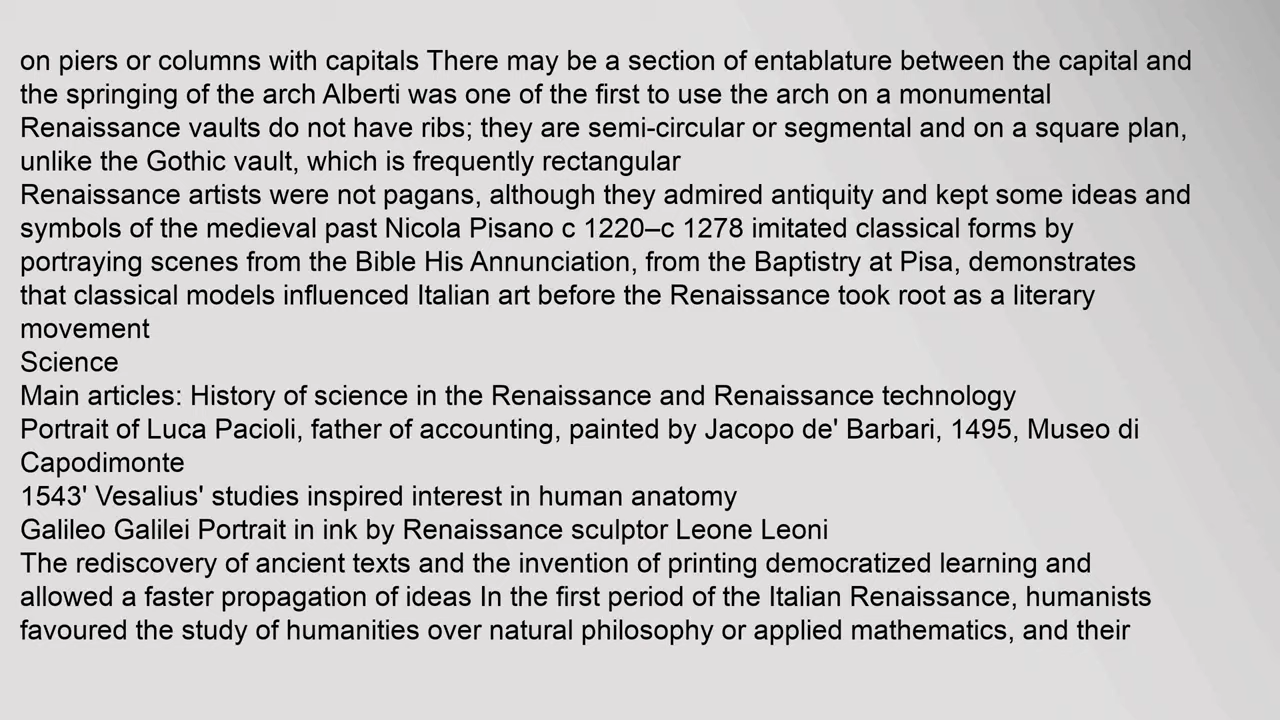 on piers or columns with capitals There may be a section of entablature between the capital and
the springing of the arch Alberti was one of the first to use the arch on a monumental
Renaissance vaults do not have ribs; they are semi-circular or segmental and on a square plan,
unlike the Gothic vault, which is frequently rectangular
Renaissance artists were not pagans, although they admired antiquity and kept some ideas and
symbols of the medieval past Nicola Pisano c 1220–c 1278 imitated classical forms by
portraying scenes from the Bible His Annunciation, from the Baptistry at Pisa, demonstrates
that classical models influenced Italian art before the Renaissance took root as a literary
movement
Science
Main articles: History of science in the Renaissance and Renaissance technology
Portrait of Luca Pacioli, father of accounting, painted by Jacopo de' Barbari, 1495, Museo di
Capodimonte
1543' Vesalius' studies inspired interest in human anatomy
Galileo Galilei Portrait in ink by Renaissance sculptor Leone Leoni
The rediscovery of ancient texts and the invention of printing democratized learning and
allowed a faster propagation of ideas In the first period of the Italian Renaissance, humanists
favoured the study of humanities over natural philosophy or applied mathematics, and their